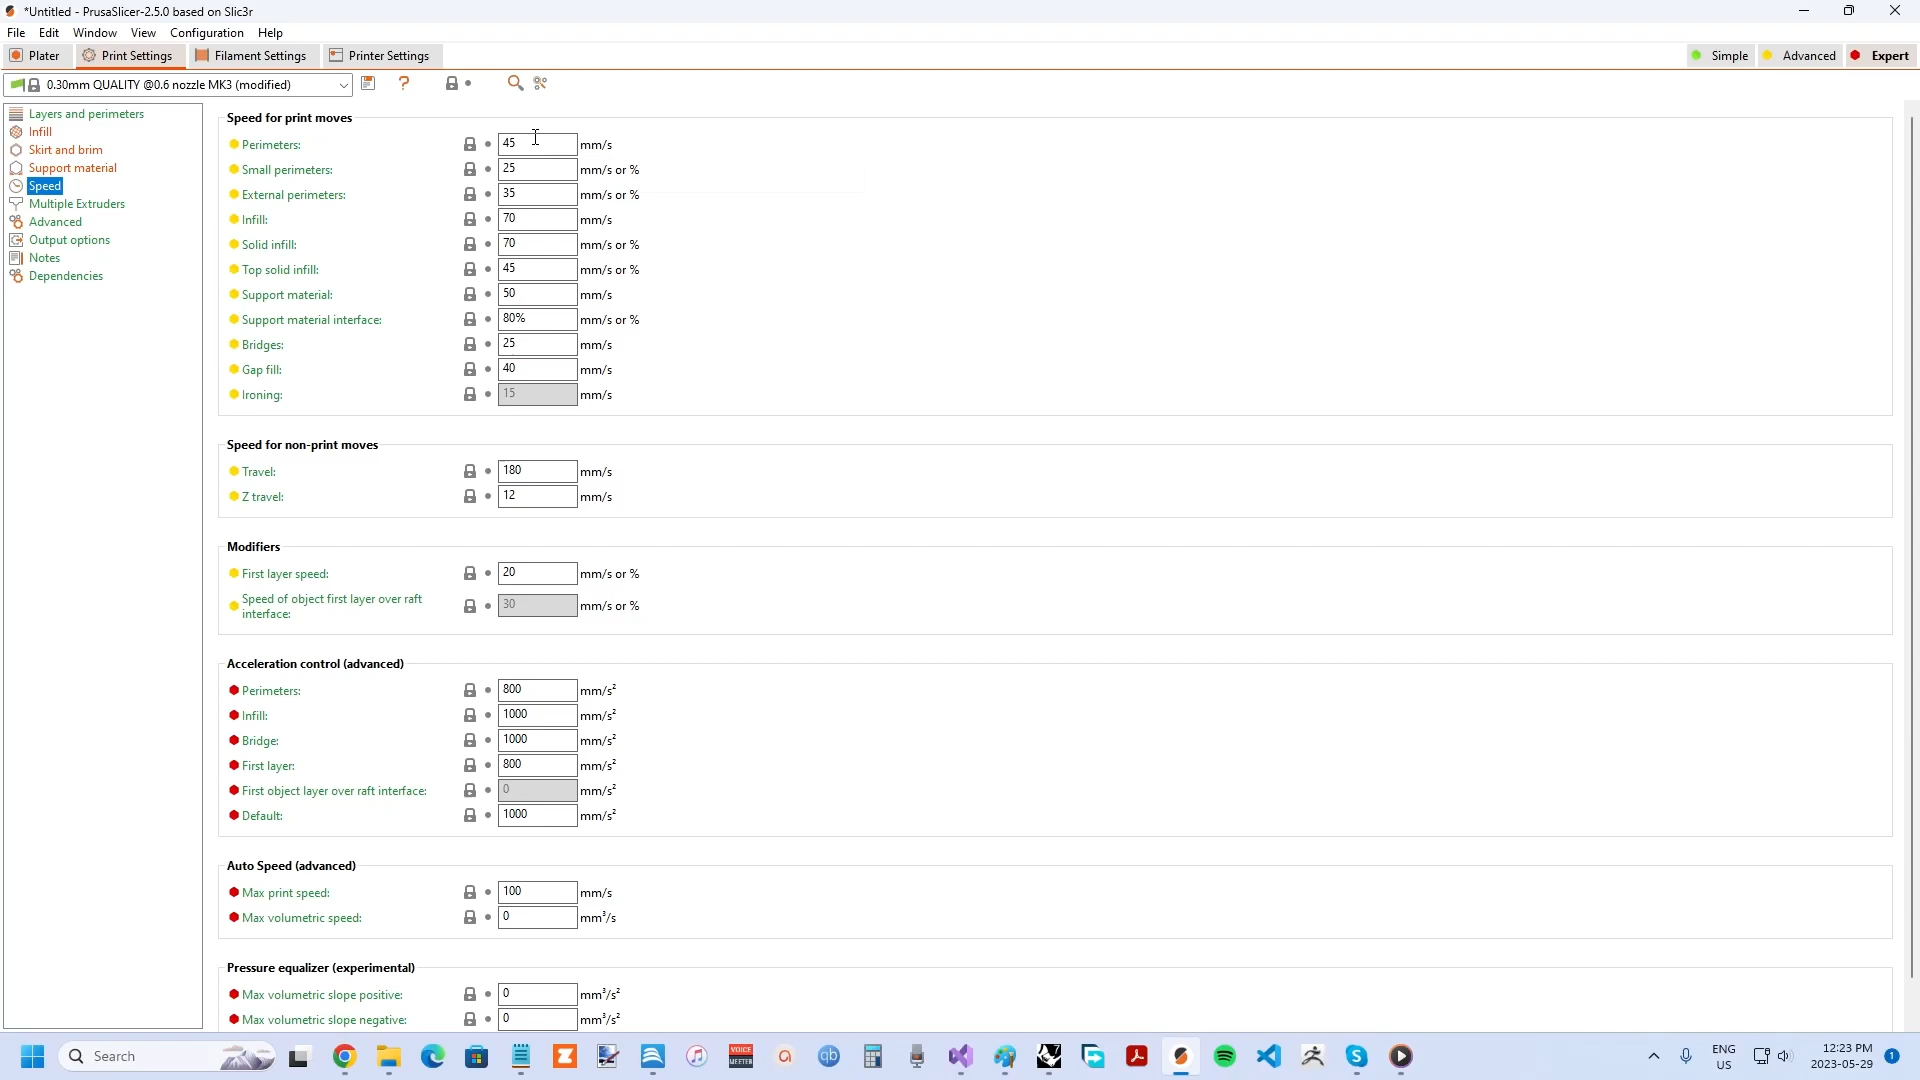 *Untitled - PrusaSlicer-2.5.0 based on Slic3r
File Edit Window View Configuration Help
Plater Print Settings Filament Settings Printer Settings Simple Advanced Expert
0.30mm QUALITY @0.6 nozzle MK3 (modified) ?
Layers and perimeters
Infill
Skirt and brim
Support material
Speed
Multiple Extruders
Advanced
Output options
Notes
Dependencies
Speed for print moves
Perimeters: 45 mm/s
Small perimeters: 25 mm/s or %
External perimeters: 35 mm/s or %
Infill: 70 mm/s
Solid infill: 70 mm/s or %
Top solid infill: 45 mm/s or %
Support material: 50 mm/s
Support material interface: 80% mm/s or %
Bridges: 25 mm/s
Gap fill: 40 mm/s
Ironing: 15 mm/s
Speed for non-print moves
Travel: 180 mm/s
Z travel: 12 mm/s
Modifiers
First layer speed: 20 mm/s or %
Speed of object first layer over raft
interface: 30 mm/s or %
Acceleration control (advanced)
Perimeters: 800 mm/s²
Infill: 1000 mm/s²
Bridge: 1000 mm/s²
First layer: 800 mm/s²
First object layer over raft interface: 0 mm/s²
Default: 1000 mm/s²
Auto Speed (advanced)
Max print speed: 100 mm/s
Max volumetric speed: 0 mm³/s
Pressure equalizer (experimental)
Max volumetric slope positive: 0 mm³/s²
Max volumetric slope negative: 0 mm³/s²
Search
VOICE
MEETER
qb
ENG
US
12:23 PM
2023-05-29
1